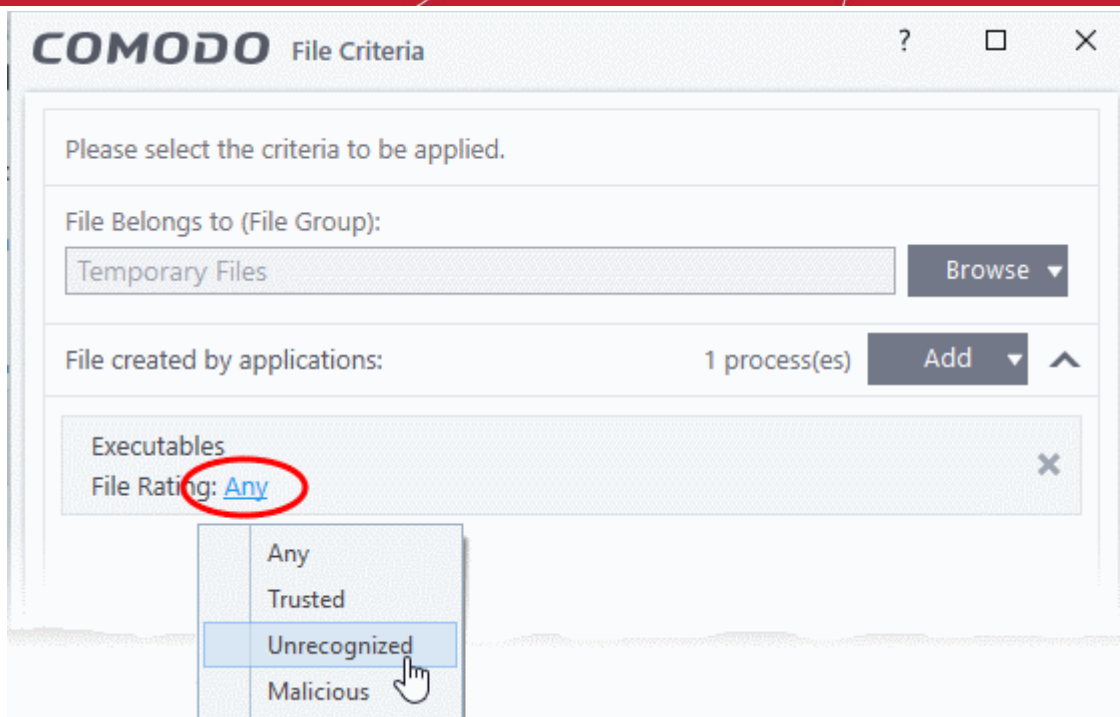 COMODO File Criteria ?
Please select the criteria to be applied.
File Belongs to (File Group):
Temporary Files Browse
File created by applications: 1 process(es) Add
Executables
File Rating: Any
Any
Trusted
Unrecognized
Malicious